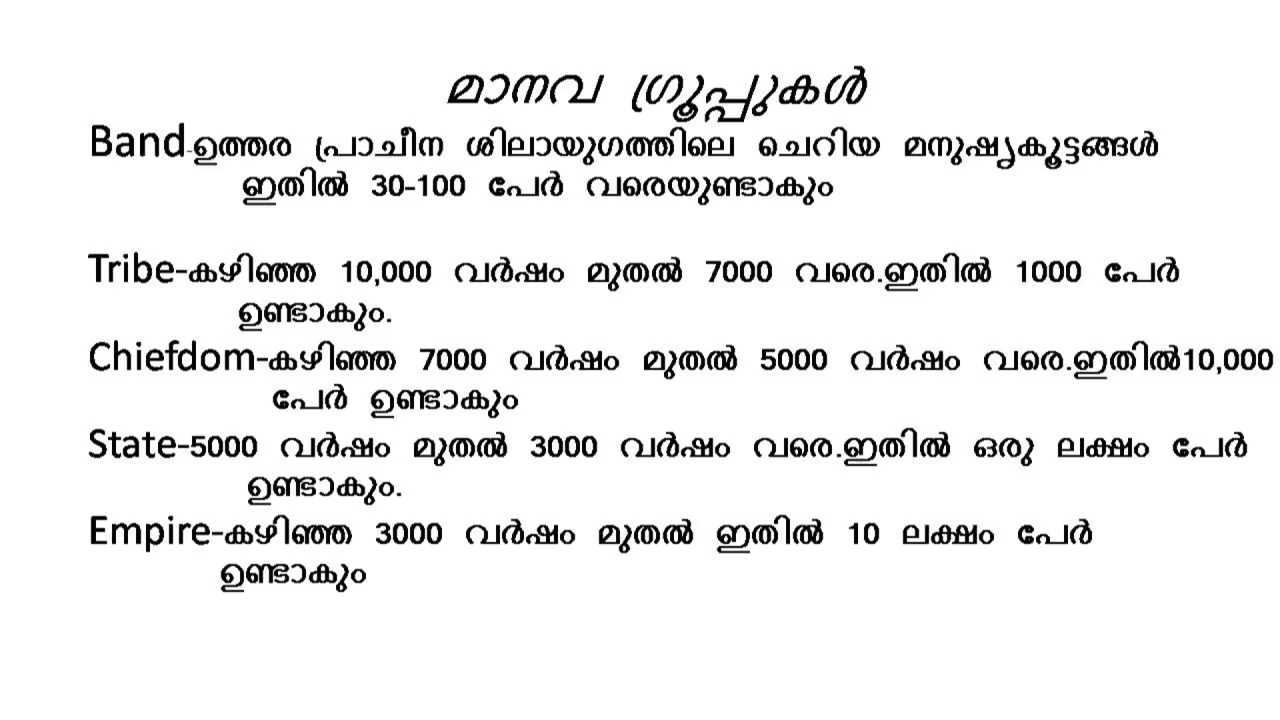 മാനവ ഗ്രൂപ്പുകൾ
Band-ഉത്തര പ്രാചീന ശിലായുഗത്തിലെ ചെറിയ മനുഷ്യകൂട്ടങ്ങൾ
ഇതിൽ 30-100 പേർ വരെയുണ്ടാകും
Tribe-കഴിഞ്ഞ 10,000 വർഷം മുതൽ 7000 വരെ.ഇതിൽ 1000 പേർ
ഉണ്ടാകും.
Chiefdom-കഴിഞ്ഞ 7000 വർഷം മുതൽ 5000 വർഷം വരെ.ഇതിൽ10,000
പേർ ഉണ്ടാകും
State-5000 വർഷം മുതൽ 3000 വർഷം വരെ.ഇതിൽ ഒരു ലക്ഷം പേർ
ഉണ്ടാകും.
Empire-കഴിഞ്ഞ 3000 വർഷം മുതൽ ഇതിൽ 10 ലക്ഷം പേർ
ഉണ്ടാകും